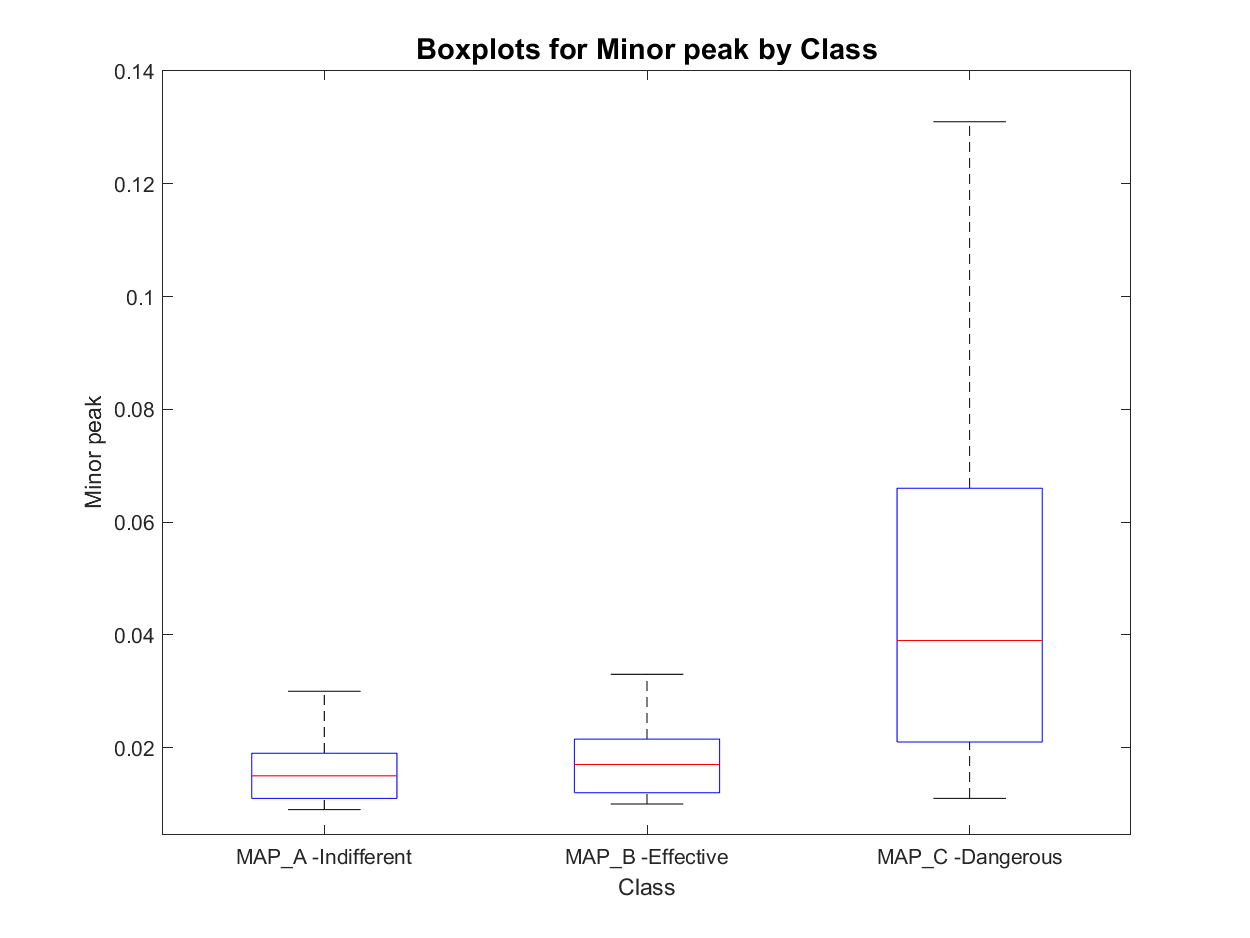 Boxplots for Minor peak by Class
0.14
0.12
0.1
0.08
0.06
0.04
0.02
Minor peak
MAP_A -Indifferent
MAP_B -Effective
MAP_C -Dangerous
Class